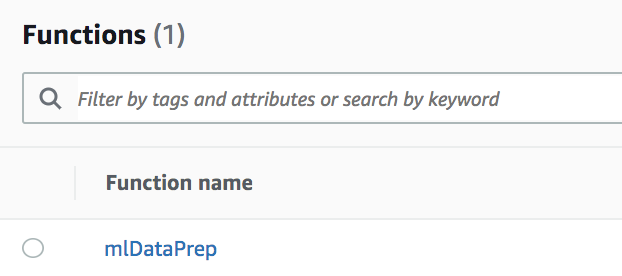 Functions (1)
Filter by tags and attributes or search by keyword
Function name
mlDataPrep